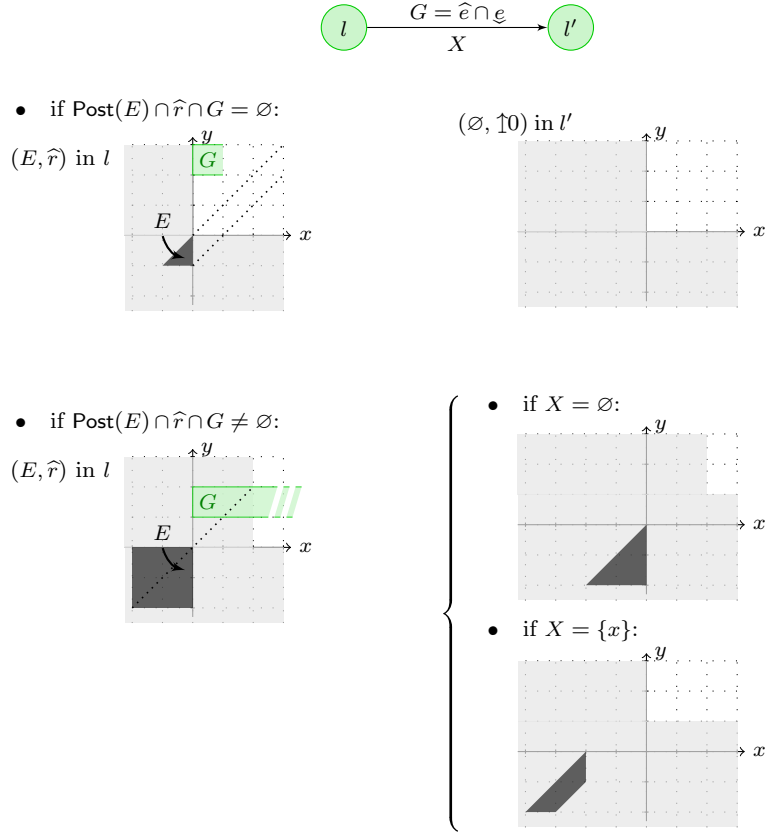 l G = ê ∩ ě l′
X
• if Post(E) ∩ r̂ ∩ G = ∅:
(E, r̂) in l
y
G
E
x
(∅, ↥0) in l′
y
x
• if Post(E) ∩ r̂ ∩ G ≠ ∅:
(E, r̂) in l
y
G
E
x
• if X = ∅:
y
x
• if X = {x}:
y
x